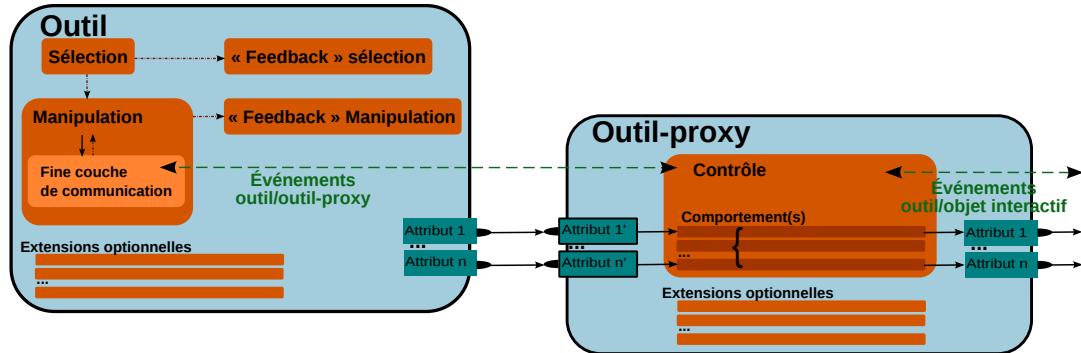 Outil
Sélection
« Feedback » sélection
Manipulation
« Feedback » Manipulation
Fine couche
de communication
Événements
outil/outil-proxy
Attribut 1
...
Attribut n
Extensions optionnelles
...
Outil-proxy
Contrôle
Événements
outil/objet interactif
Comportement(s)
...
{
Attribut 1'
...
Attribut n'
Attribut 1
...
Attribut n
Extensions optionnelles
...